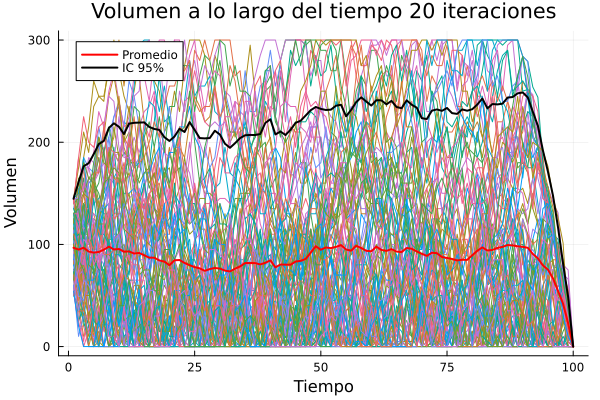 Volumen a lo largo del tiempo 20 iteraciones
300
Promedio
IC 95%
200
Volumen
100
0
0 25 50 75 100
Tiempo